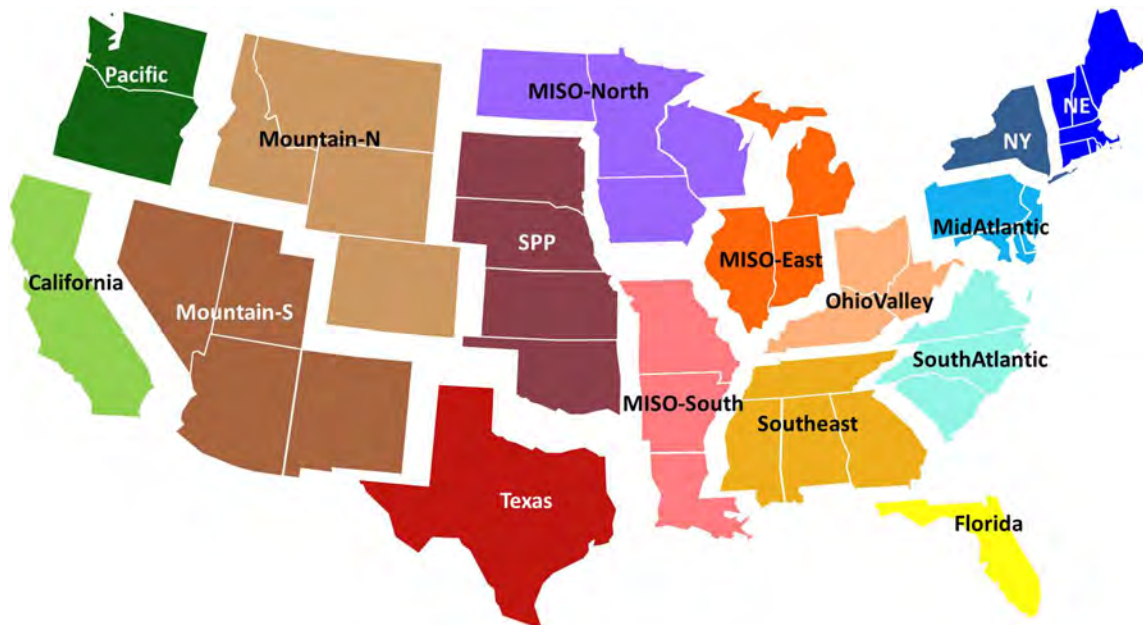 Pacific
Mountain-N
MISO-North
NE
NY
MidAtlantic
SPP
MISO-East
California
Mountain-S
OhioValley
SouthAtlantic
MISO-South
Southeast
Texas
Florida